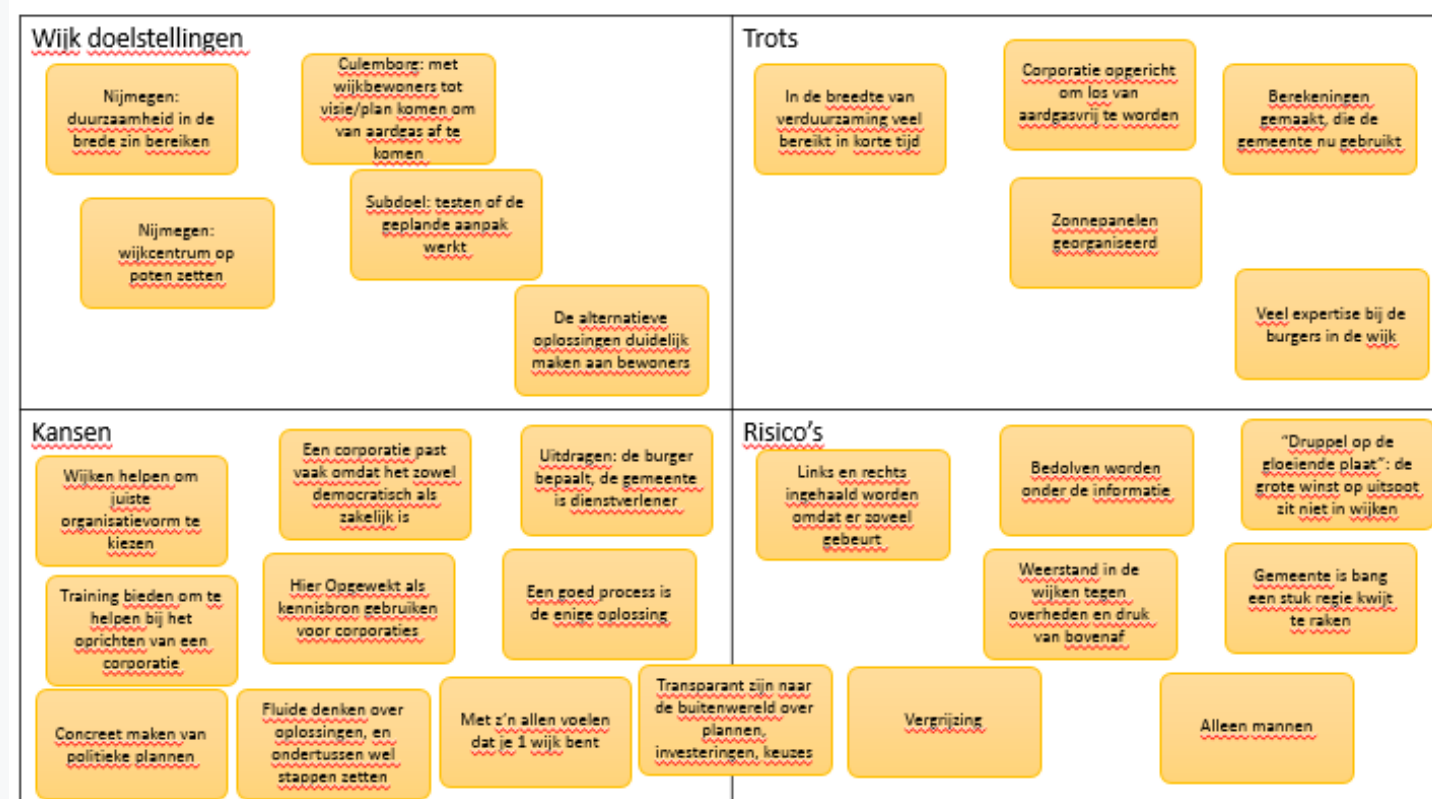 Wijk doelstellingen
Nijmegen:
duurzaamheid in de
brede zin bereiken
Culemborg: met
wijkbewoners tot
visie/plan komen om
van aardgas af te
komen
Nijmegen:
wijkcentrum op
poten zetten
Subdoel: testen of de
geplande aanpak
werkt
De alternatieve
oplossingen duidelijk
maken aan bewoners
Trots
In de breedte van
verduurzaming veel
bereikt in korte tijd
Corporatie opgericht
om los van
aardgasvrij te worden
Berekeningen
gemaakt, die de
gemeente nu gebruikt
Zonnepanelen
georganiseerd
Veel expertise bij de
burgers in de wijk
Kansen
Wijken helpen om
juiste
organisatievorm te
kiezen
Een corporatie past
vaak omdat het zowel
democratisch als
zakelijk is
Uitdragen: de burger
bepaalt, de gemeente
is dienstverlener
Training bieden om te
helpen bij het
oprichten van een
corporatie
Hier Opgewekt als
kennisbron gebruiken
voor corporaties
Een goed process is
de enige oplossing
Concreet maken van
politieke plannen
Fluide denken over
oplossingen, en
ondertussen wel
stappen zetten
Met z'n allen voelen
dat je 1 wijk bent
Transparant zijn naar
de buitenwereld over
plannen,
investeringen, keuzes
Risico's
Links en rechts
ingehaald worden
omdat er zoveel
gebeurt
Bedolven worden
onder de informatie
"Druppel op de
gloeiende plaat": de
grote winst op uitsoot
zit niet in wijken
Weerstand in de
wijken tegen
overheden en druk
van bovenaf
Gemeente is bang
een stuk regie kwijt
te raken
Vergrijzing
Alleen mannen